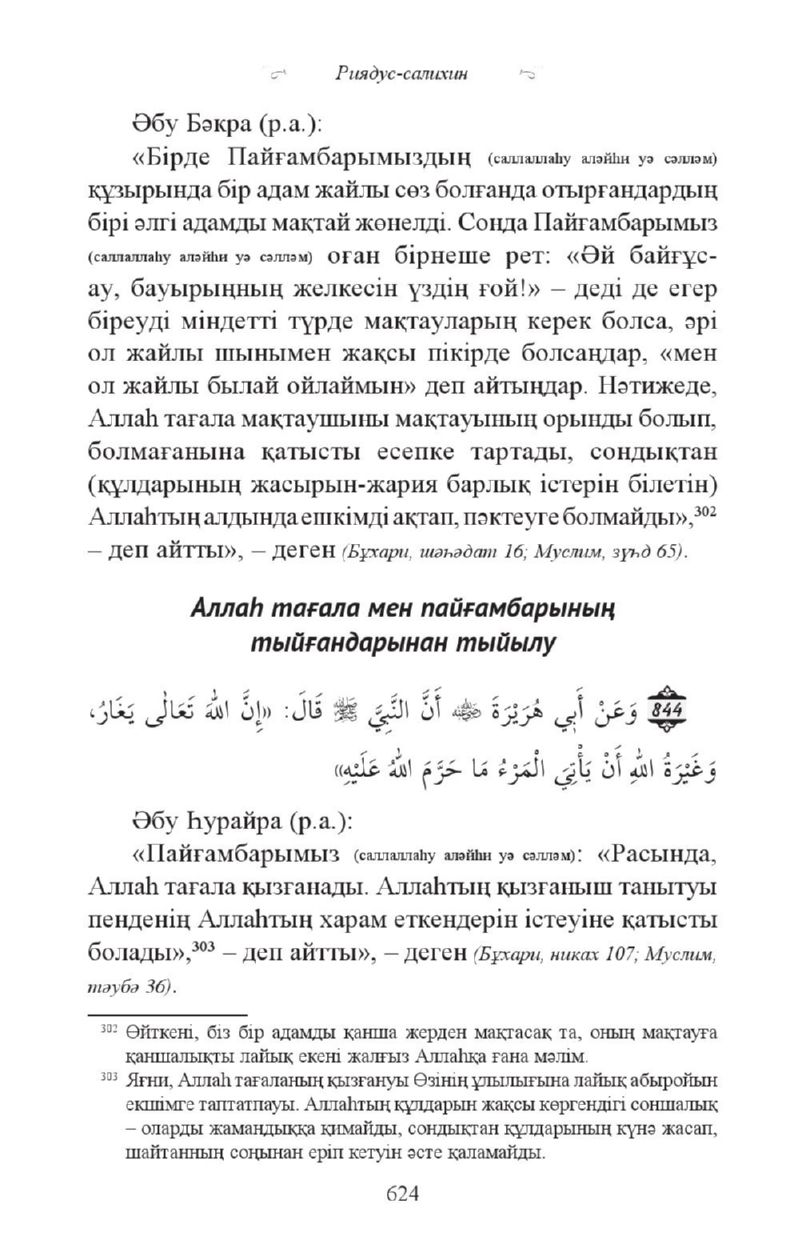 Риядус-салихин
Әбу Бәкра (р.а.):
«Бірде Пайғамбарымыздың (саллаллаһу аләйһи уә сәлләм)
құзырында бір адам жайлы сөз болғанда отырғандардың
бірі әлгі адамды мақтай жөнелді. Сонда Пайғамбарымыз
(саллаллаһу аләйһи уә сәлләм) оған бірнеше рет: «Әй байғұс-
ау, бауырыңның желкесін үздің ғой!» – деді де егер
біреуді міндетті түрде мақтауларың керек болса, әрі
ол жайлы шынымен жақсы пікірде болсаңдар, «мен
ол жайлы былай ойлаймын» деп айтыңдар. Нәтижеде,
Аллаһ тағала мақтаушыны мақтауының орынды болып,
болмағанына қатысты есепке тартады, сондықтан
(құлдарының жасырын-жария барлық істерін білетін)
Аллаһтың алдында ешкімді ақтап, пәктеуге болмайды»,³⁰²
– деп айтты», – деген (Бұхари, шәһәдат 16; Муслим, зуһд 65).
Аллаһ тағала мен пайғамбарының
тыйғандарынан тыйылу
844 وَعَنْ أَبِي هُرَيْرَةَ ﷺ أَنَّ النَّبِيَّ ﷺ قَالَ: «إِنَّ اللهَ تَعَالَى يَغَارُ،
وَغَيْرَةُ اللهِ أَنْ يَأْتِيَ الْمَرْءُ مَا حَرَّمَ اللهُ عَلَيْهِ»
Әбу Һурайра (р.а.):
«Пайғамбарымыз (саллаллаһу аләйһи уә сәлләм): «Расында,
Аллаһ тағала қызғанады. Аллаһтың қызғаныш танытуы
пенденің Аллаһтың харам еткендерін істеуіне қатысты
болады»,³⁰³ – деп айтты», – деген (Бұхари, никах 107; Муслим,
тәубә 36).
³⁰² Өйткені, біз бір адамды қанша жерден мақтасақ та, оның мақтауға
қаншалықты лайық екені жалғыз Аллаһқа ғана мәлім.
³⁰³ Яғни, Аллаһ тағаланың қызғануы Өзінің ұлылығына лайық абыройын
екшімге таптатпауы. Аллаһтың құлдарын жақсы көргендігі соншалық
– оларды жамандыққа қимайды, сондықтан құлдарының күнә жасап,
шайтанның соңынан еріп кетуін әсте қаламайды.
624